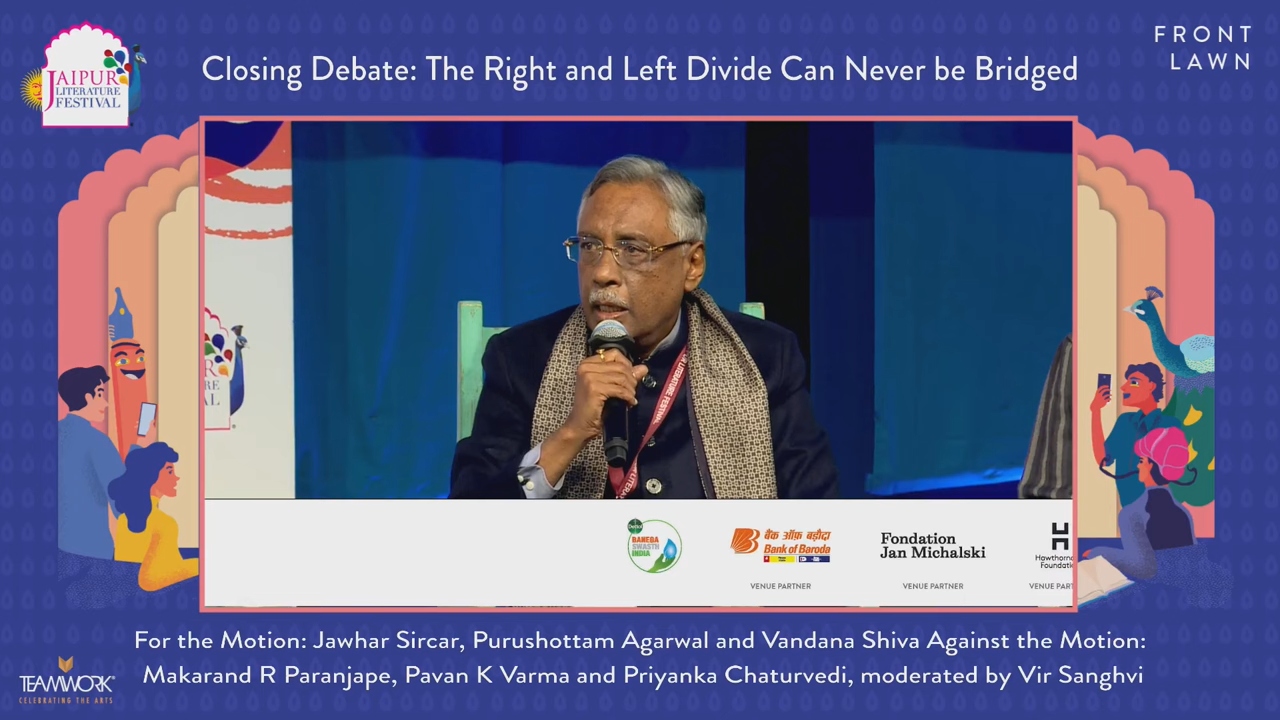 FRONT
LAWN
JAIPUR
LITERATURE
FESTIVAL
Closing Debate: The Right and Left Divide Can Never be Bridged
LITERATURE FESTIVAL
Dettol
BANEGA
SWASTH
INDIA
बैंक ऑफ़ बड़ौदा
Bank of Baroda
VENUE PARTNER
Fondation
Jan Michalski
VENUE PARTNER
For the Motion: Jawhar Sircar, Purushottam Agarwal and Vandana Shiva Against the Motion:
Makarand R Paranjape, Pavan K Varma and Priyanka Chaturvedi, moderated by Vir Sanghvi
TEAMWORK
CELEBRATING THE ARTS